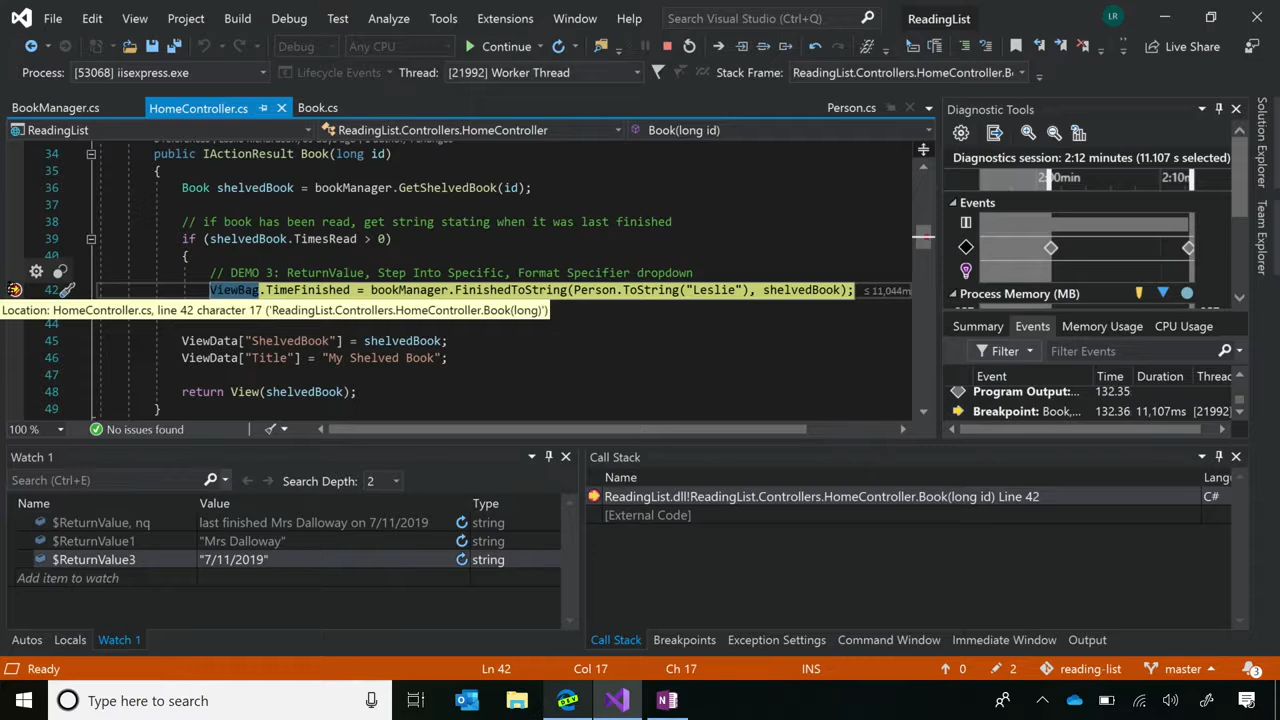 File Edit View Project Build Debug Test Analyze Tools Extensions Window Help Search Visual Studio (Ctrl+Q) ReadingList LR
Debug Any CPU Continue Live Share
Process: [53068] iisexpress.exe Lifecycle Events Thread: [21992] Worker Thread Stack Frame: ReadingList.Controllers.HomeController.B
BookManager.cs HomeController.cs Book.cs Person.cs
ReadingList ReadingList.Controllers.HomeController Book(long id)
34 public IActionResult Book(long id)
35 {
36 Book shelvedBook = bookManager.GetShelvedBook(id);
37
38 // if book has been read, get string stating when it was last finished
39 if (shelvedBook.TimesRead > 0)
40 {
// DEMO 3: ReturnValue, Step Into Specific, Format Specifier dropdown
42 ViewBag.TimeFinished = bookManager.FinishedToString(Person.ToString("Leslie"), shelvedBook); ≤ 11,044m
Location: HomeController.cs, line 42 character 17 ('ReadingList.Controllers.HomeController.Book(long)')
44
45 ViewData["ShelvedBook"] = shelvedBook;
46 ViewData["Title"] = "My Shelved Book";
47
48 return View(shelvedBook);
49 }
100 % No issues found
Diagnostic Tools
Diagnostics session: 2:12 minutes (11.107 s selected)
2:00min 2:10m
Events
Process Memory (MB)
Summary Events Memory Usage CPU Usage
Filter Filter Events
Event Time Duration Threa
Program Output:... 132.35
Breakpoint: Book,... 132.36 11,107ms [21992]
Solution Explorer
Team Explorer
Watch 1
Search (Ctrl+E) Search Depth: 2
Name Value Type
$ReturnValue, nq last finished Mrs Dalloway on 7/11/2019 string
$ReturnValue1 "Mrs Dalloway" string
$ReturnValue3 "7/11/2019" string
Add item to watch
Autos Locals Watch 1
Call Stack
Name Lang
ReadingList.dll!ReadingList.Controllers.HomeController.Book(long id) Line 42 C#
[External Code]
Call Stack Breakpoints Exception Settings Command Window Immediate Window Output
Ready Ln 42 Col 17 Ch 17 INS 0 2 reading-list master 3
Type here to search DEV